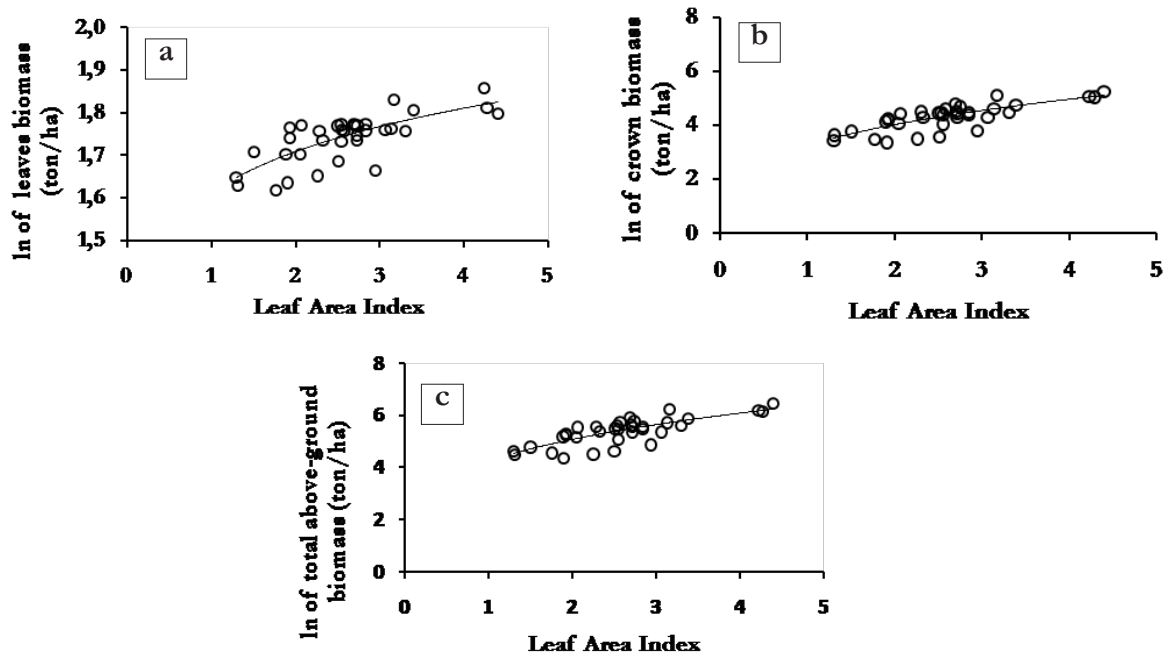 a
ln of leaves biomass
(ton/ha)
2,0
1,9
1,8
1,7
1,6
1,5
0 1 2 3 4 5
Leaf Area Index
b
ln of crown biomass
(ton/ha)
8
6
4
2
0
0 1 2 3 4 5
Leaf Area Index
c
ln of total above-ground
biomass (ton/ha)
8
6
4
2
0
0 1 2 3 4 5
Leaf Area Index